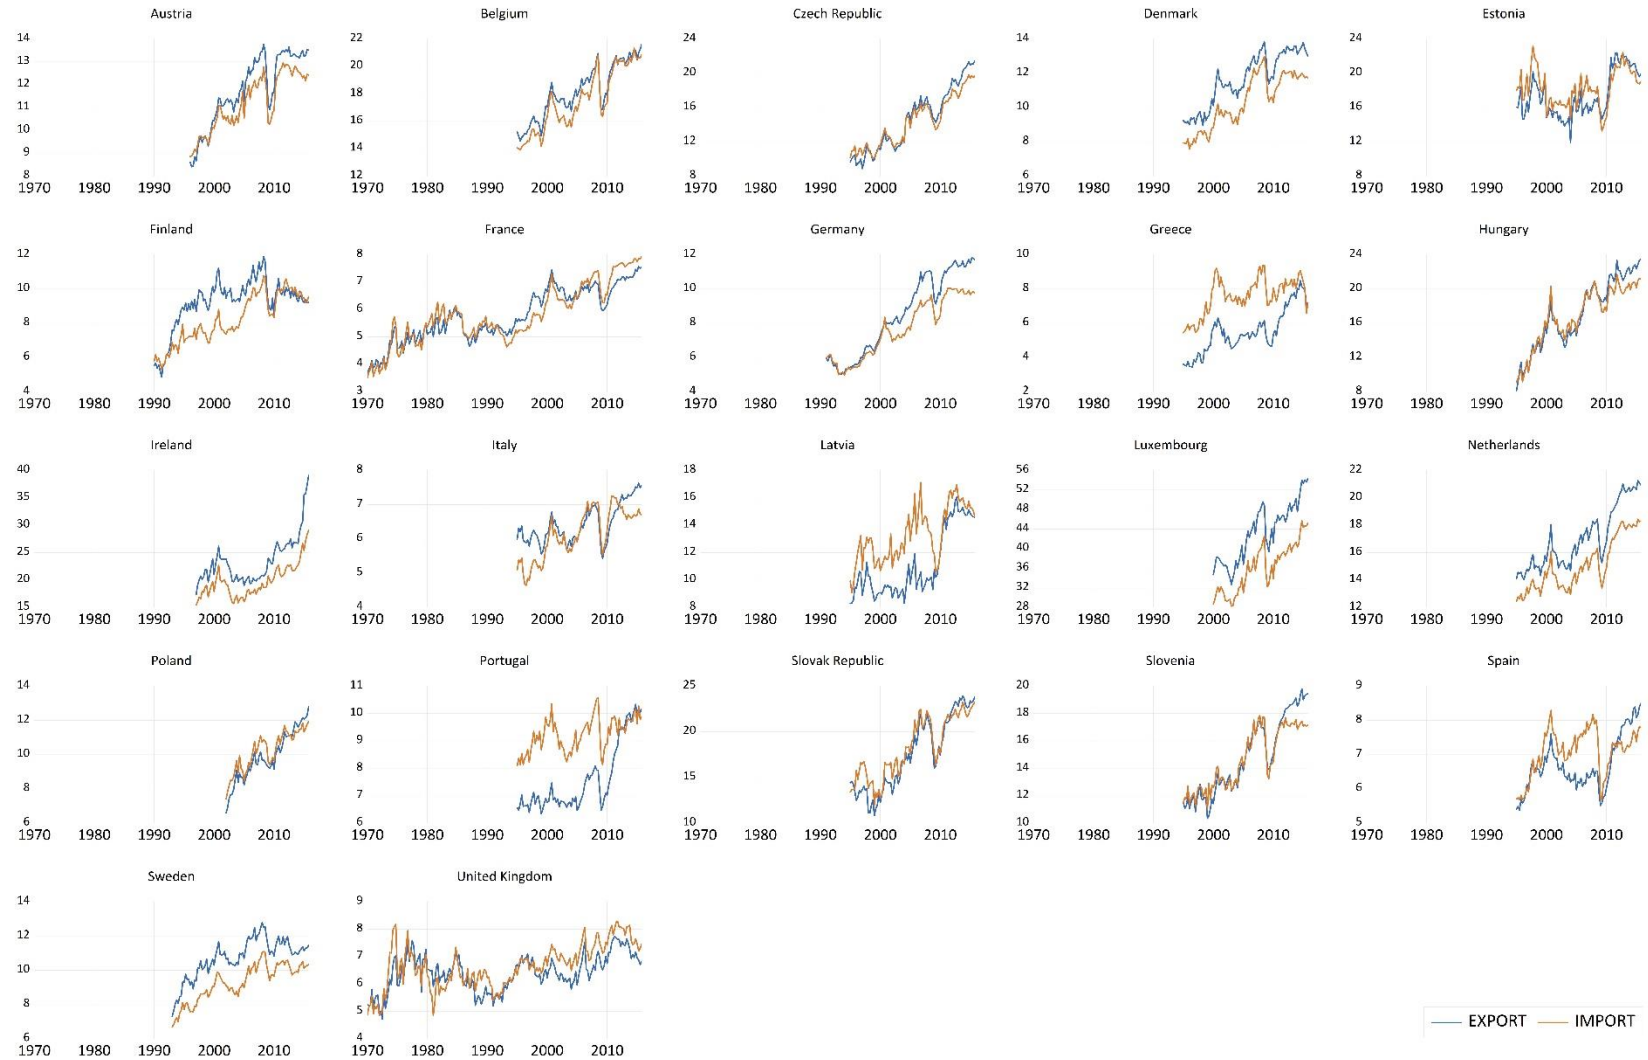 Austria
14
13
12
11
10
9
8
1970 1980 1990 2000 2010
Belgium
22
20
18
16
14
12
1970 1980 1990 2000 2010
Czech Republic
24
20
16
12
8
1970 1980 1990 2000 2010
Denmark
14
12
10
8
6
1970 1980 1990 2000 2010
Estonia
24
20
16
12
8
1970 1980 1990 2000 2010
Finland
12
10
8
6
4
1970 1980 1990 2000 2010
France
8
7
6
5
4
3
1970 1980 1990 2000 2010
Germany
12
10
8
6
4
1970 1980 1990 2000 2010
Greece
10
8
6
4
2
1970 1980 1990 2000 2010
Hungary
24
20
16
12
8
1970 1980 1990 2000 2010
Ireland
40
35
30
25
20
15
1970 1980 1990 2000 2010
Italy
8
7
6
5
4
1970 1980 1990 2000 2010
Latvia
18
16
14
12
10
8
1970 1980 1990 2000 2010
Luxembourg
56
52
48
44
40
36
32
28
1970 1980 1990 2000 2010
Netherlands
22
20
18
16
14
12
1970 1980 1990 2000 2010
Poland
14
12
10
8
6
1970 1980 1990 2000 2010
Portugal
11
10
9
8
7
6
1970 1980 1990 2000 2010
Slovak Republic
25
20
15
10
1970 1980 1990 2000 2010
Slovenia
20
18
16
14
12
10
1970 1980 1990 2000 2010
Spain
9
8
7
6
5
1970 1980 1990 2000 2010
Sweden
14
12
10
8
6
1970 1980 1990 2000 2010
United Kingdom
9
8
7
6
5
4
1970 1980 1990 2000 2010
EXPORT IMPORT